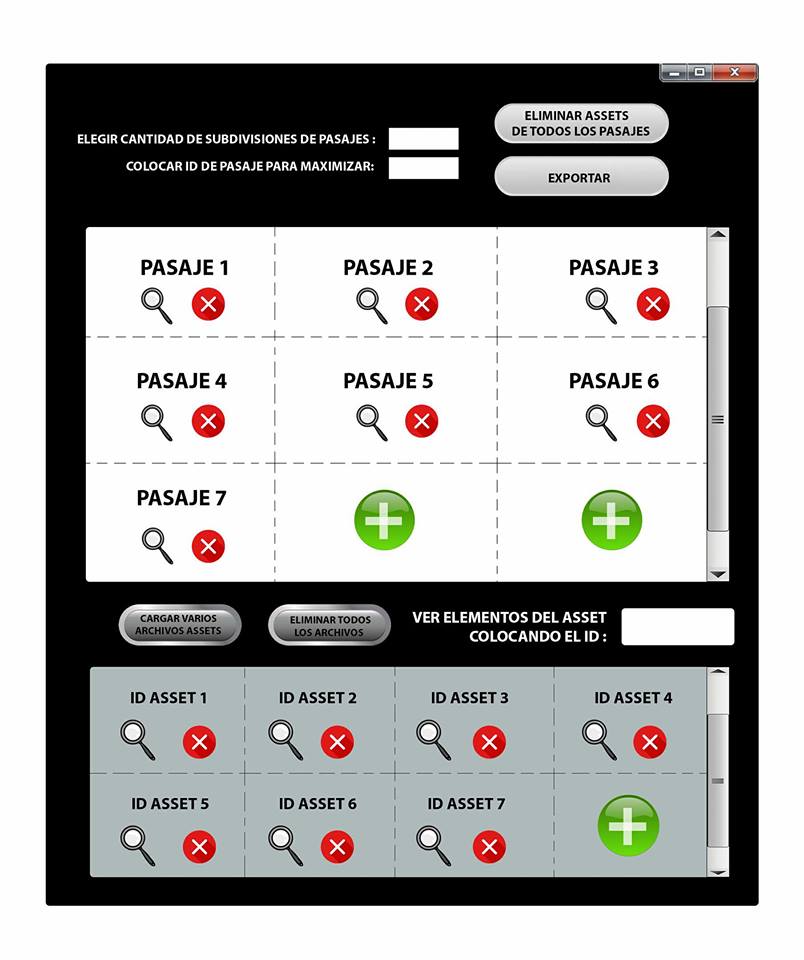 ELIMINAR ASSETS
DE TODOS LOS PASAJES
ELEGIR CANTIDAD DE SUBDIVISIONES DE PASAJES :
COLOCAR ID DE PASAJE PARA MAXIMIZAR:
EXPORTAR
PASAJE 1
PASAJE 2
PASAJE 3
PASAJE 4
PASAJE 5
PASAJE 6
PASAJE 7
CARGAR VARIOS
ARCHIVOS ASSETS
ELIMINAR TODOS
LOS ARCHIVOS
VER ELEMENTOS DEL ASSET
COLOCANDO EL ID :
ID ASSET 1
ID ASSET 2
ID ASSET 3
ID ASSET 4
ID ASSET 5
ID ASSET 6
ID ASSET 7